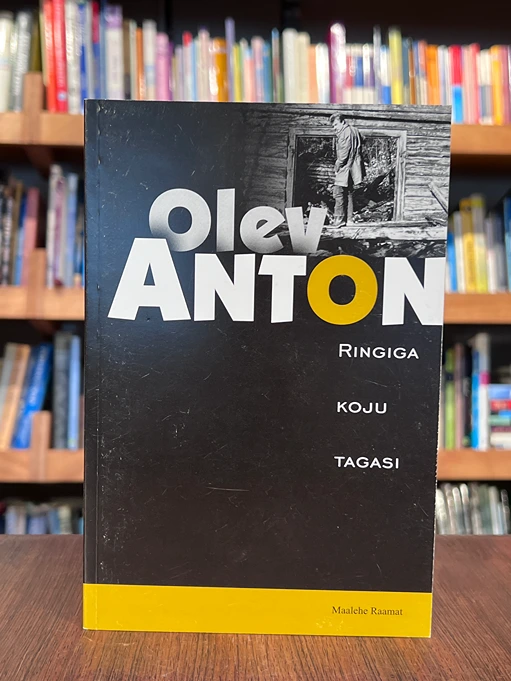 Olev
ANTON
RINGIGA
KOJU
TAGASI
Maalehe Raamat